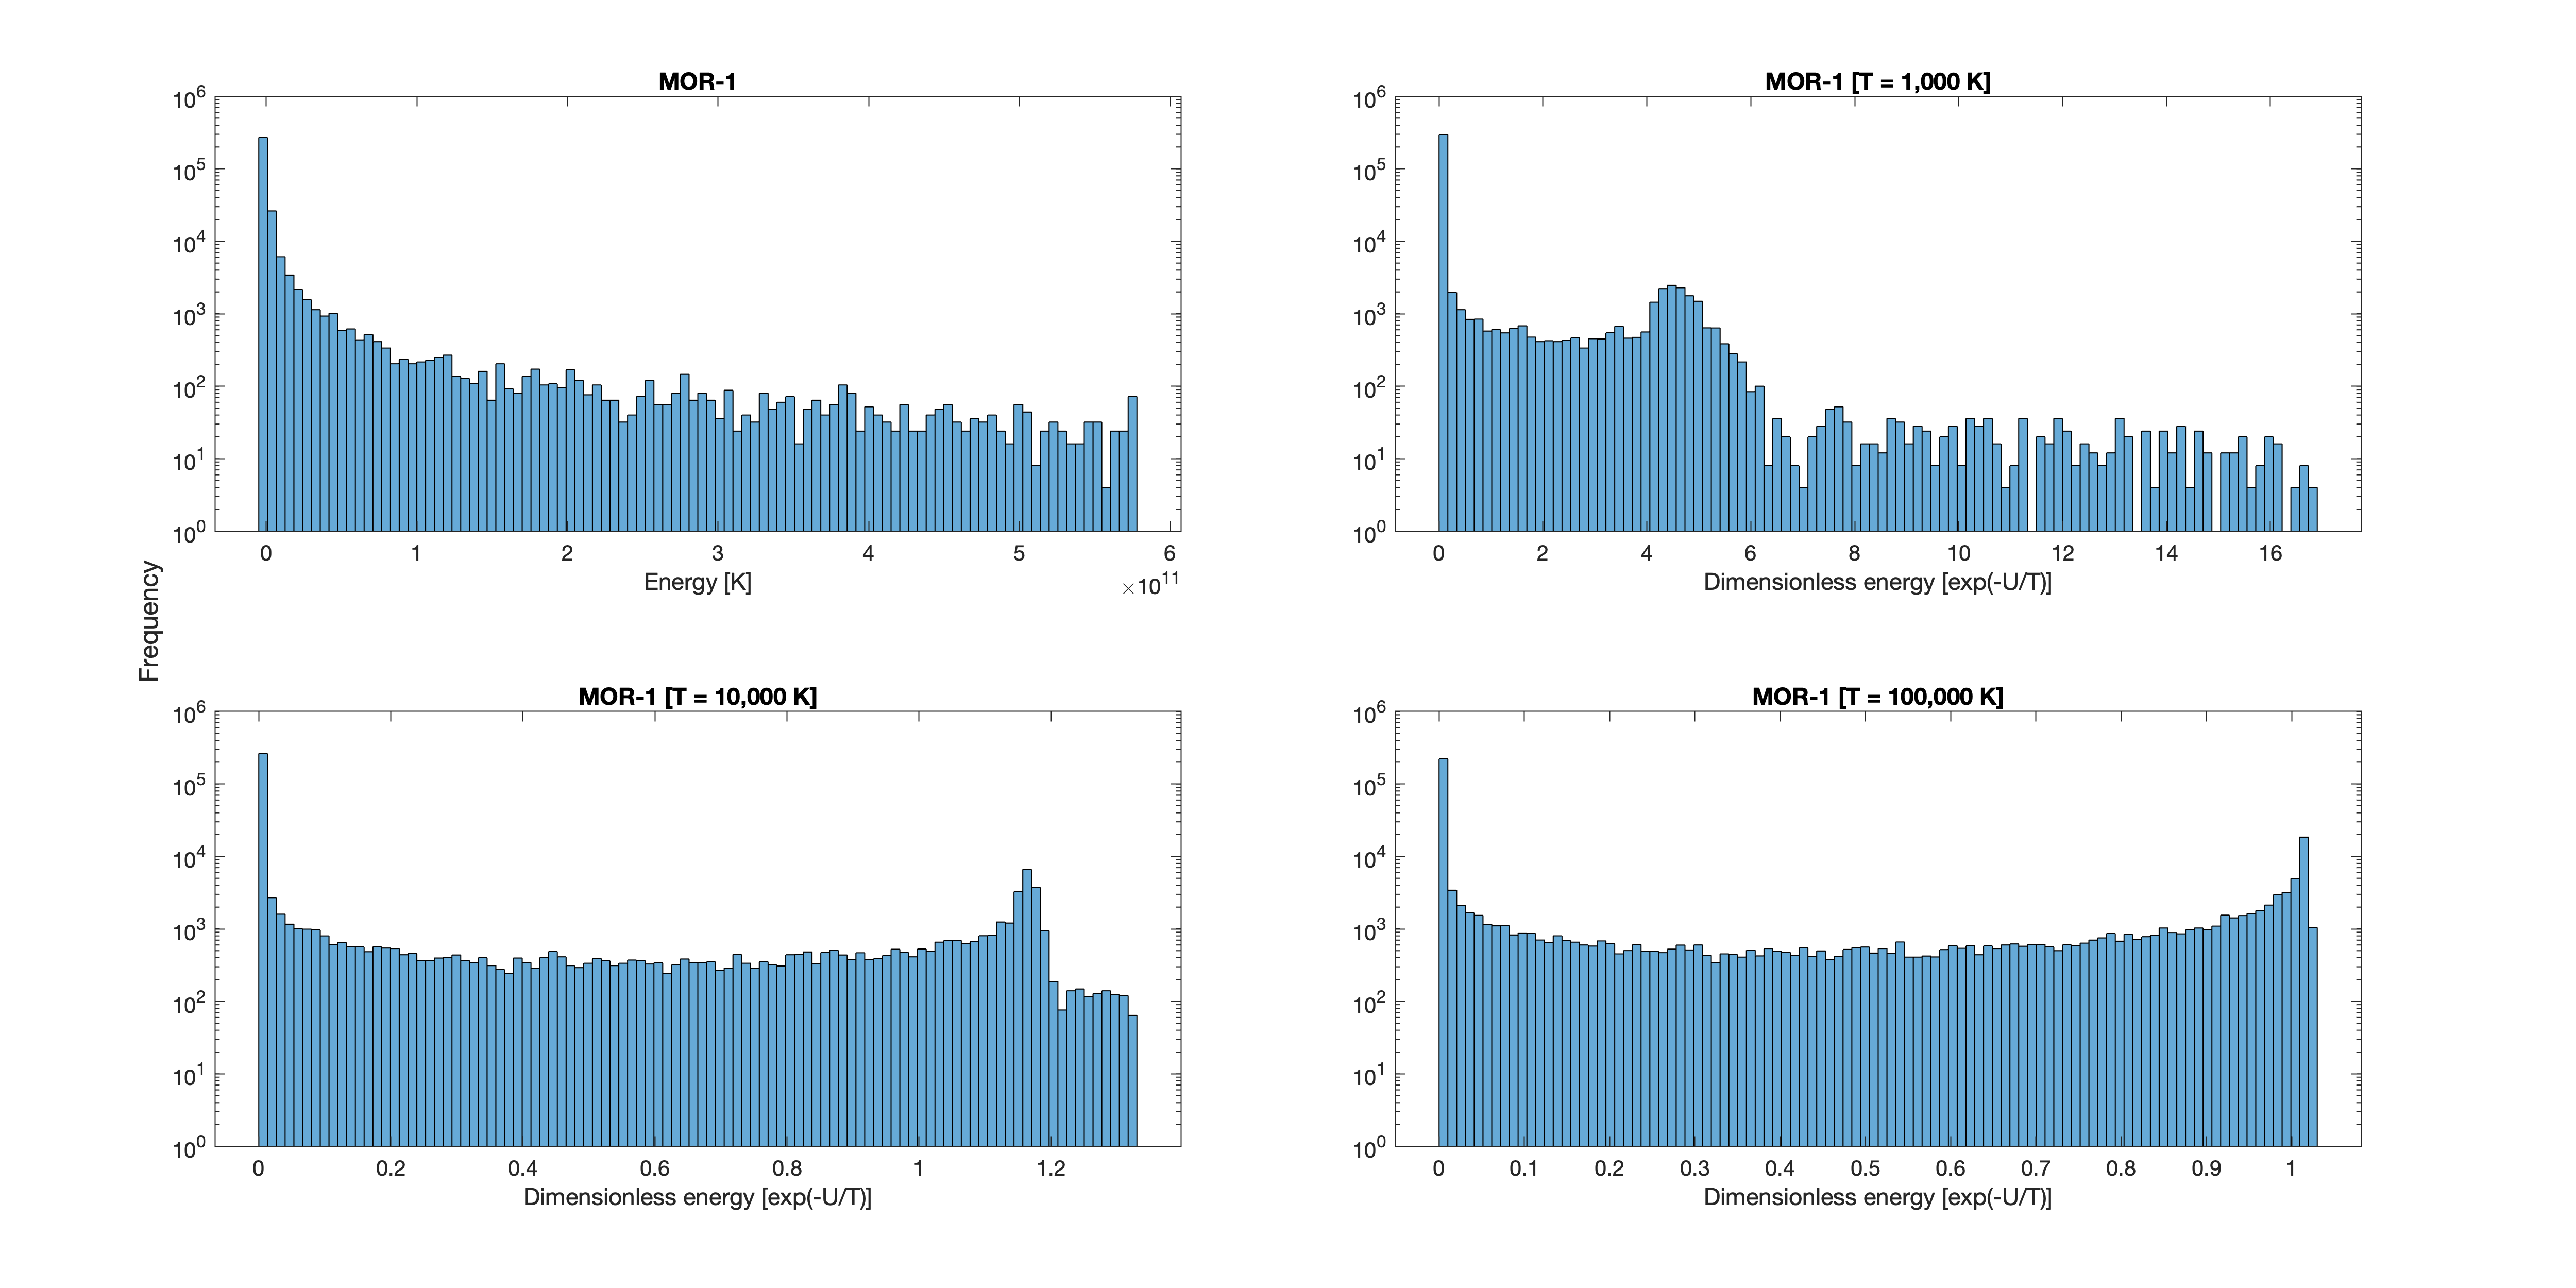 MOR-1
10^6
10^5
10^4
10^3
10^2
10^1
10^0
0 1 2 3 4 5 6
Energy [K]
×10^11
MOR-1 [T = 1,000 K]
10^6
10^5
10^4
10^3
10^2
10^1
10^0
0 2 4 6 8 10 12 14 16
Dimensionless energy [exp(-U/T)]
Frequency
MOR-1 [T = 10,000 K]
10^6
10^5
10^4
10^3
10^2
10^1
10^0
0 0.2 0.4 0.6 0.8 1 1.2
Dimensionless energy [exp(-U/T)]
MOR-1 [T = 100,000 K]
10^6
10^5
10^4
10^3
10^2
10^1
10^0
0 0.1 0.2 0.3 0.4 0.5 0.6 0.7 0.8 0.9 1
Dimensionless energy [exp(-U/T)]